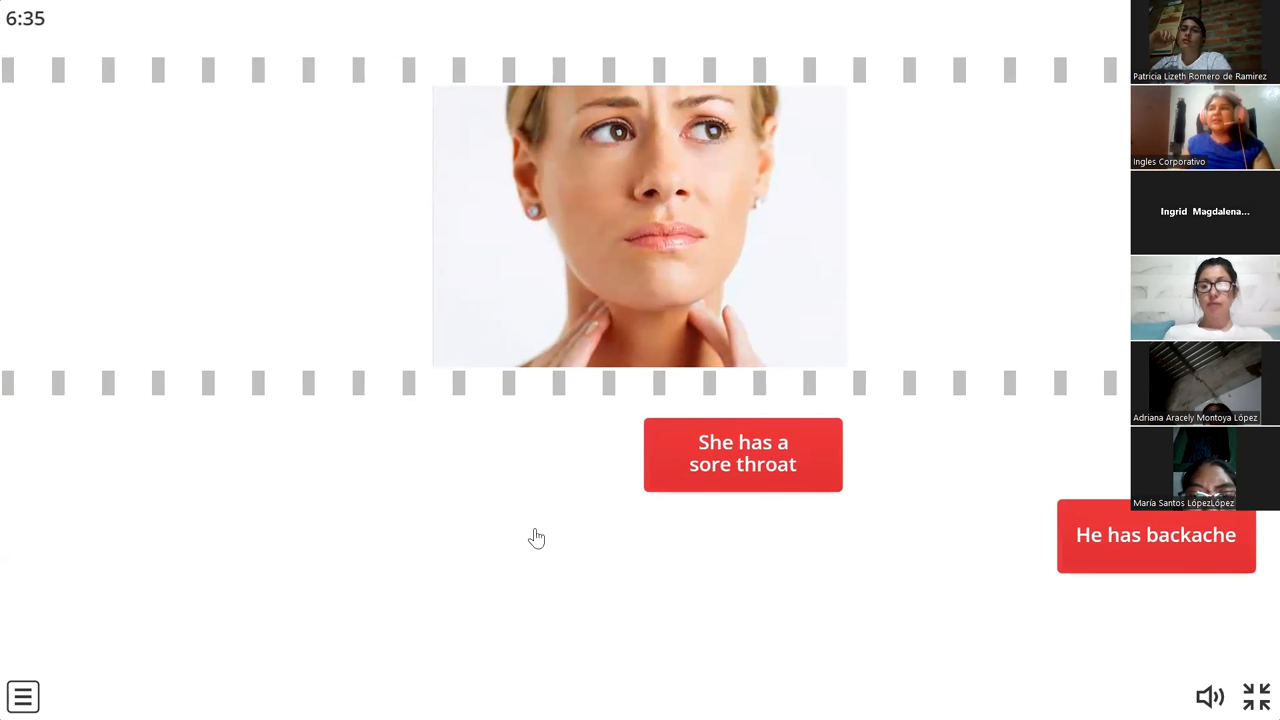 6:35
Patricia Lizeth Romero de Ramirez
Ingles Corporativo
Ingrid Magdalena...
Adriana Aracely Montoya López
María Santos LópezLópez
She has a
sore throat
He has backache